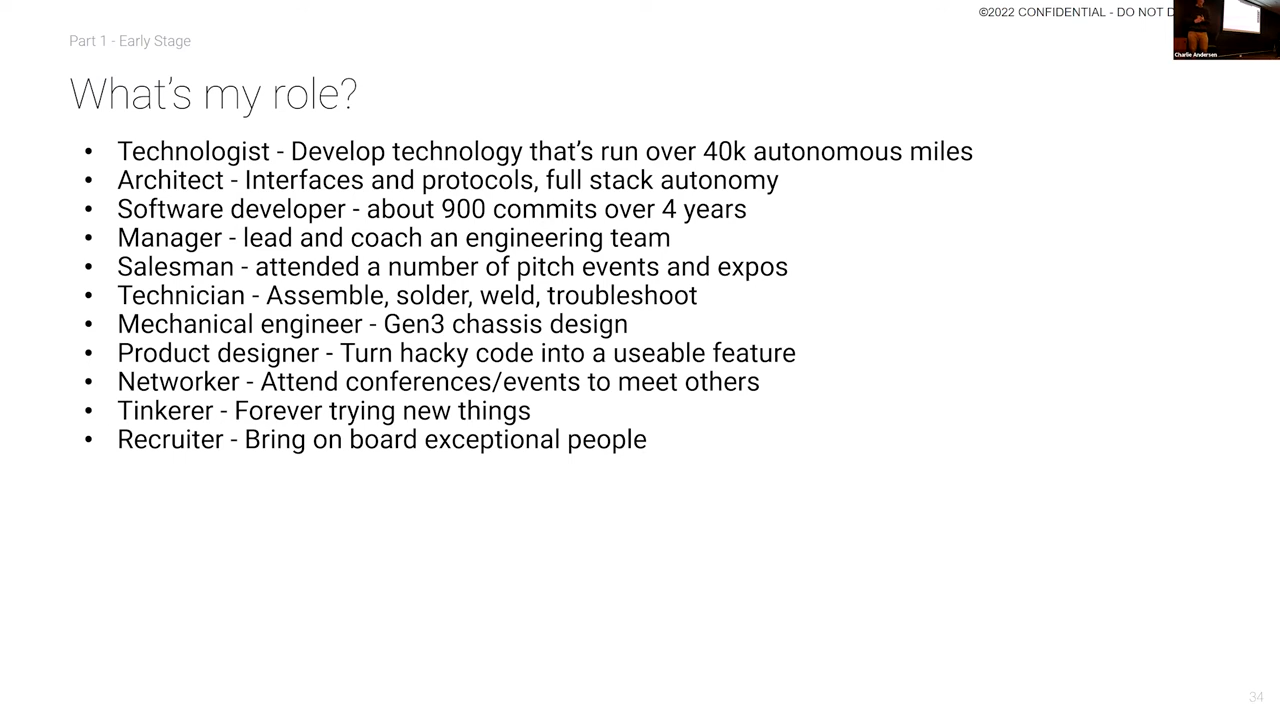 ©2022 CONFIDENTIAL - DO NOT
Charlie Andersen
Part 1 - Early Stage
What's my role?
• Technologist - Develop technology that's run over 40k autonomous miles
• Architect - Interfaces and protocols, full stack autonomy
• Software developer - about 900 commits over 4 years
• Manager - lead and coach an engineering team
• Salesman - attended a number of pitch events and expos
• Technician - Assemble, solder, weld, troubleshoot
• Mechanical engineer - Gen3 chassis design
• Product designer - Turn hacky code into a useable feature
• Networker - Attend conferences/events to meet others
• Tinkerer - Forever trying new things
• Recruiter - Bring on board exceptional people
34